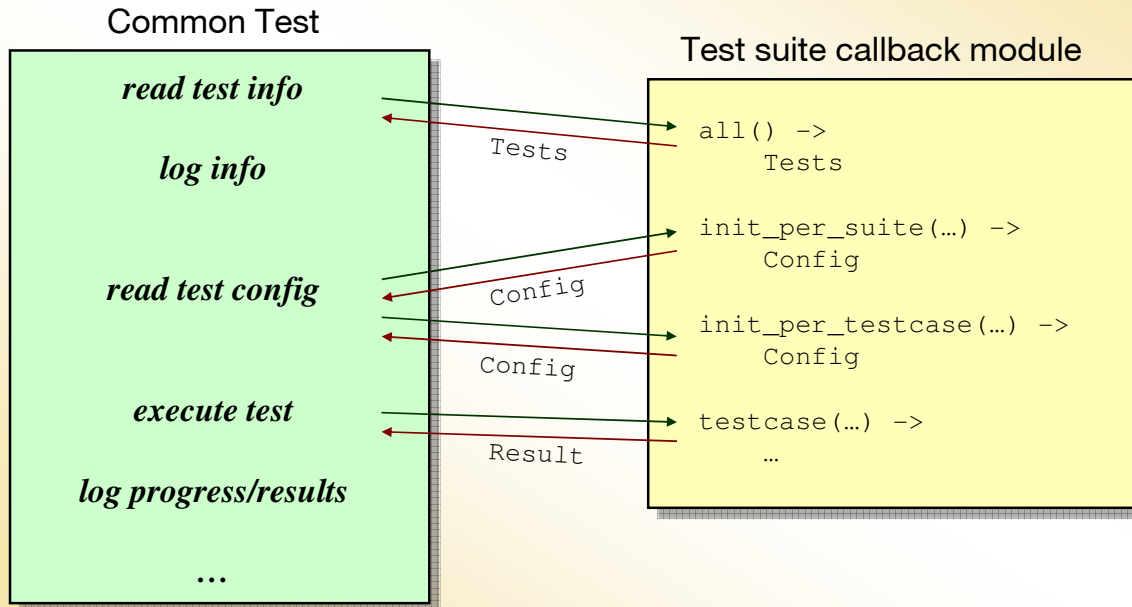 Common Test
read test info
log info
read test config
execute test
log progress/results
…
Tests
Config
Config
Result
Test suite callback module
all() ->
Tests
init_per_suite(…) ->
Config
init_per_testcase(…) ->
Config
testcase(…) ->
…